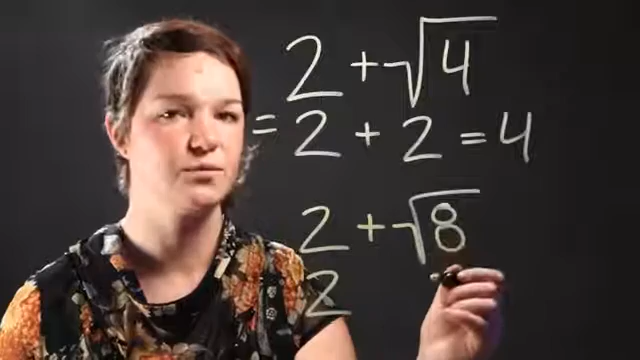 2 + √4
= 2 + 2 = 4
2 + √8
2